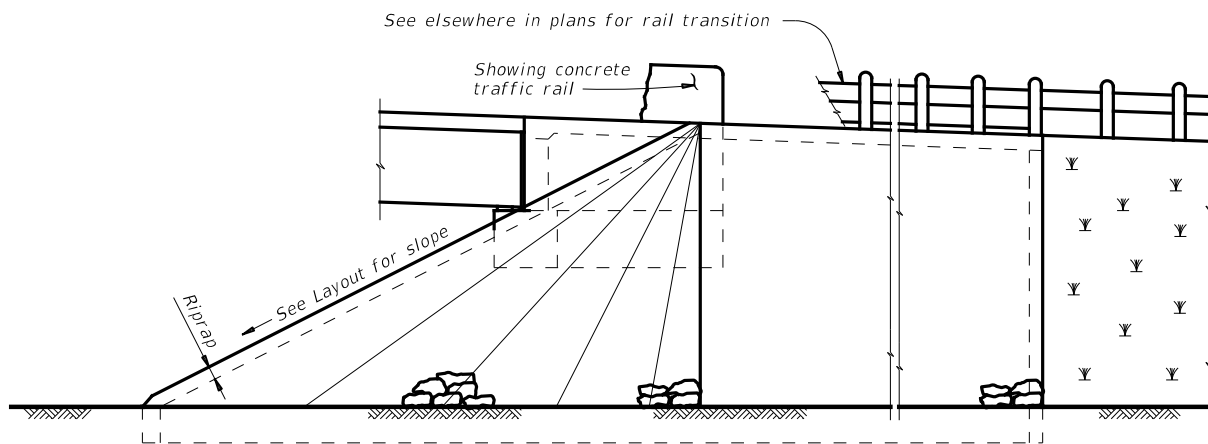 See elsewhere in plans for rail transition
Showing concrete
traffic rail
See Layout for slope
Riprap